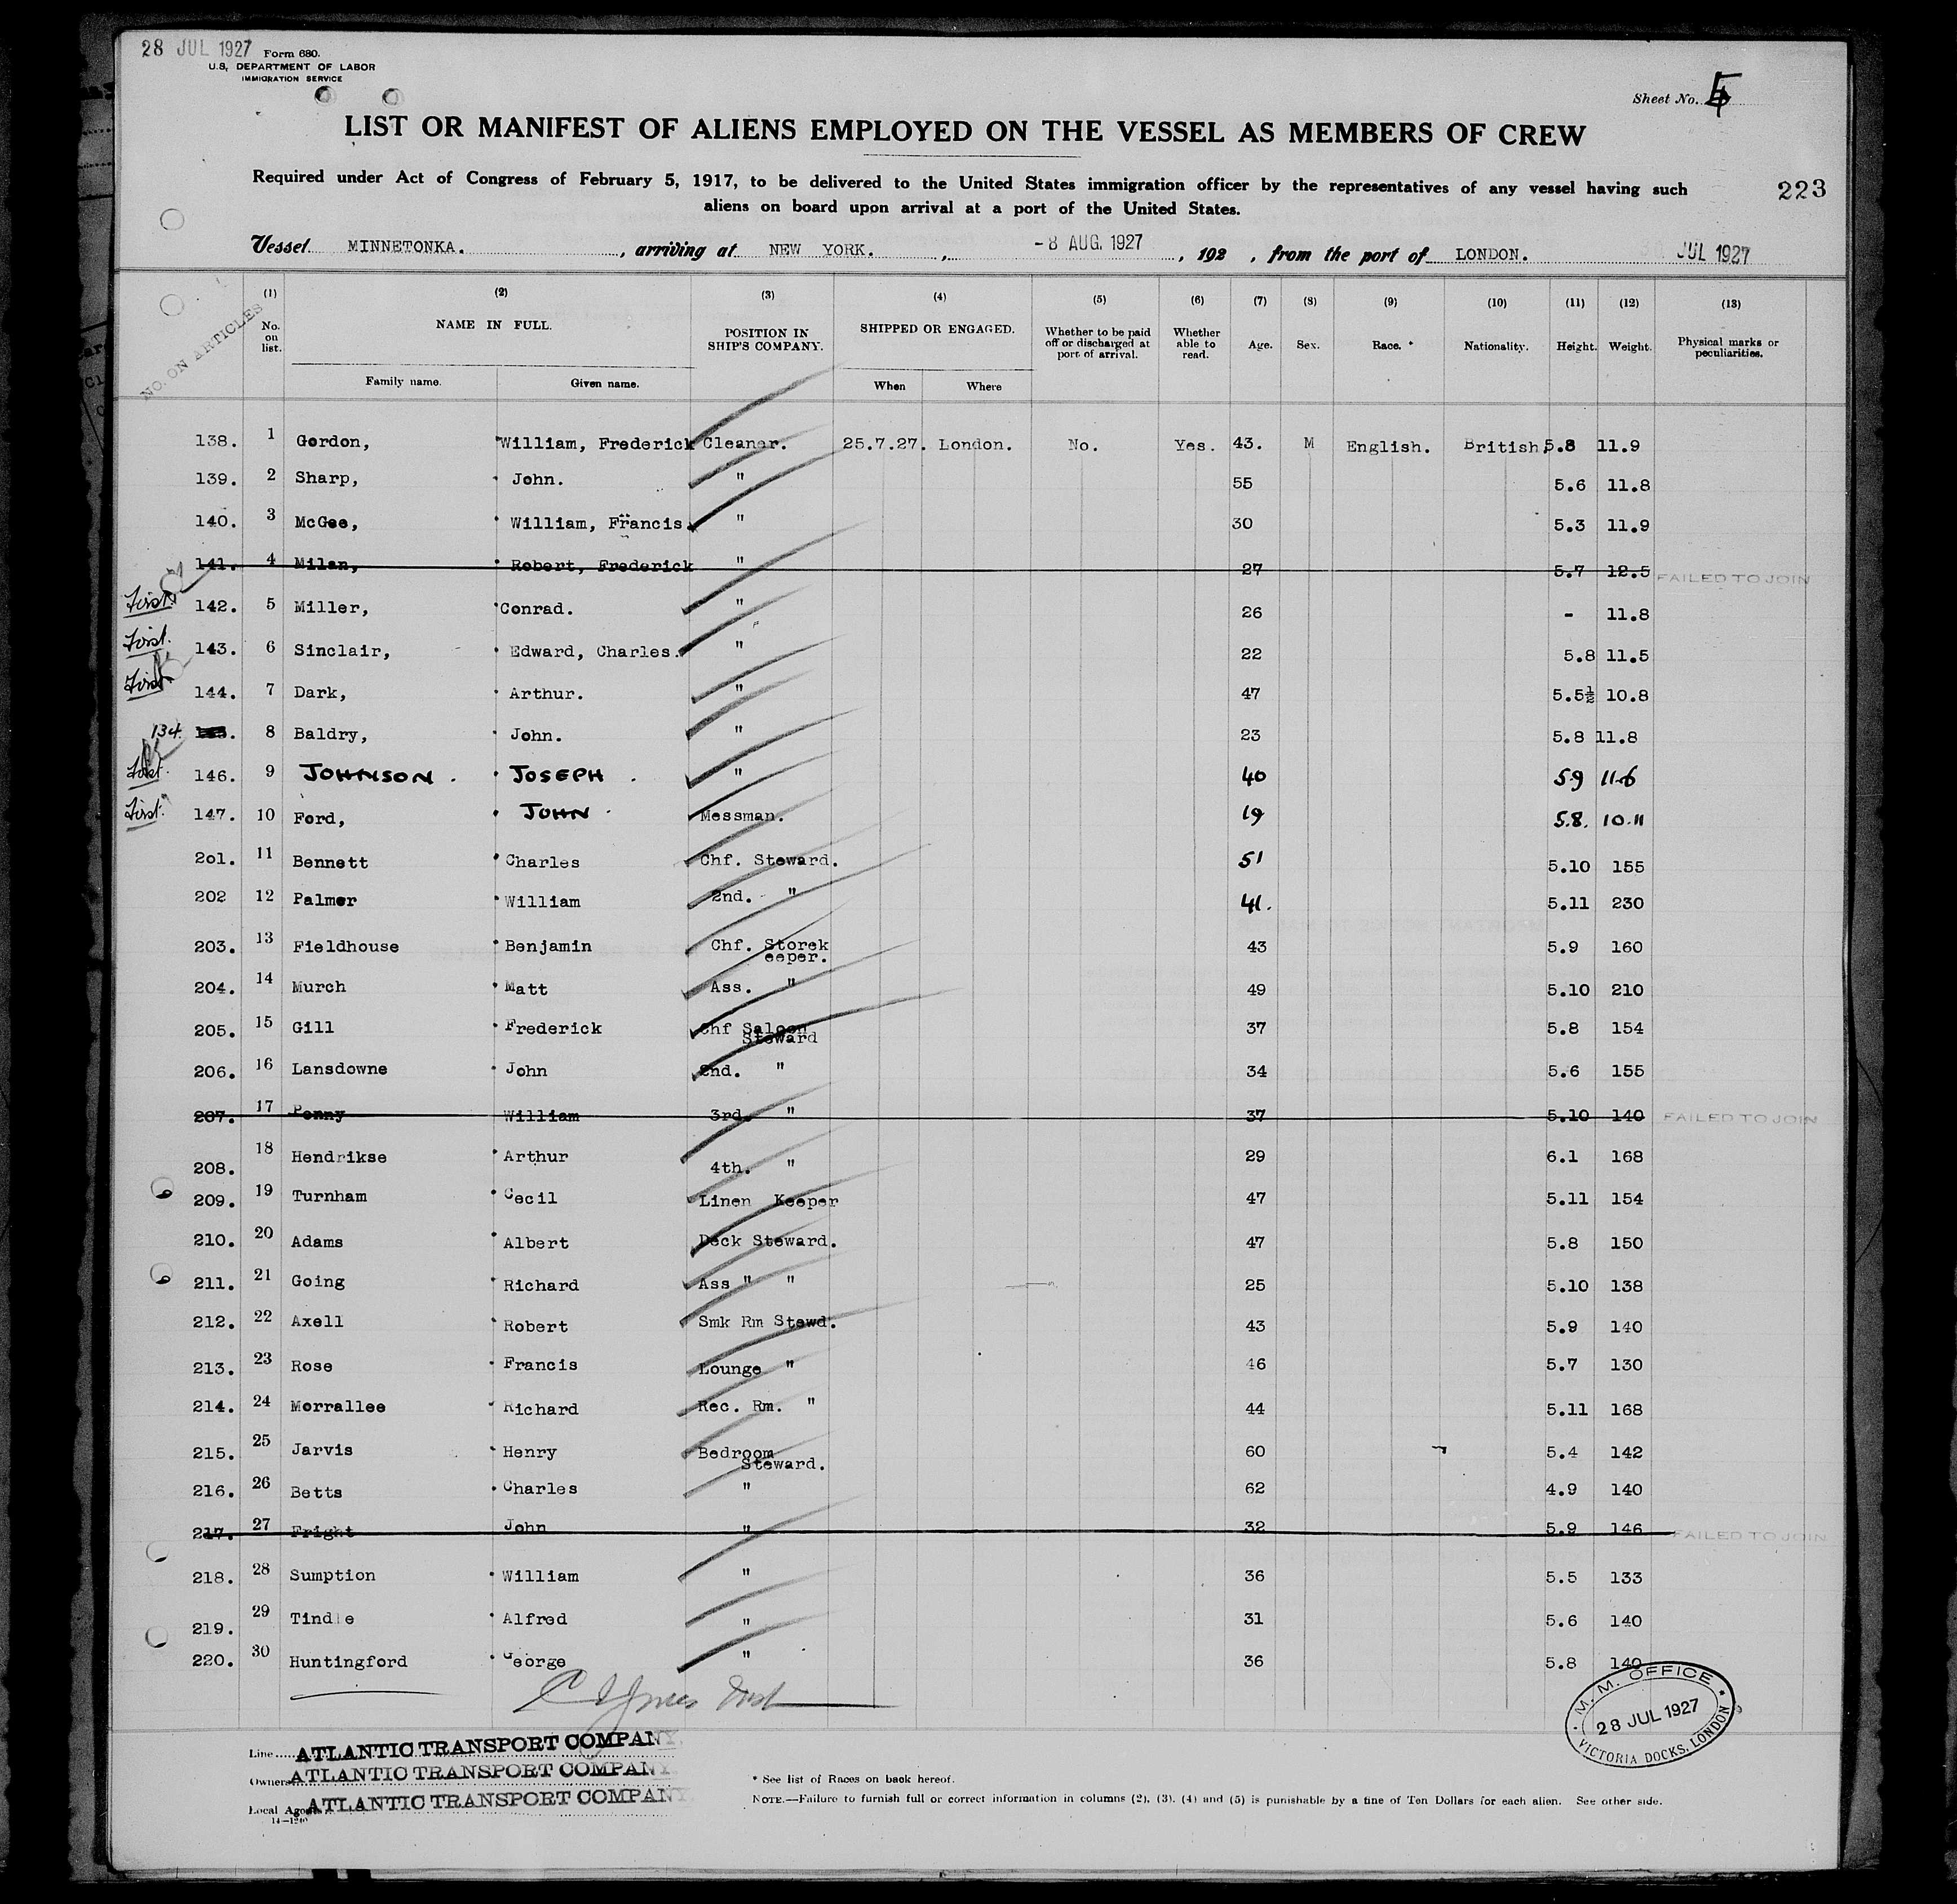 28 JUL 1927 Form 680.
U.S. DEPARTMENT OF LABOR
IMMIGRATION SERVICE
Sheet No. 5
LIST OR MANIFEST OF ALIENS EMPLOYED ON THE VESSEL AS MEMBERS OF CREW
Required under Act of Congress of February 5, 1917, to be delivered to the United States immigration officer by the representatives of any vessel having such
aliens on board upon arrival at a port of the United States.
223
Vessel MINNETONKA. , arriving at NEW YORK. , -8 AUG. 1927 , 192 , from the port of LONDON. JUL 1927
NO. ON ARTICLES
(1) (2) (3) (4) (5) (6) (7) (8) (9) (10) (11) (12) (13)
No. on list. NAME IN FULL. POSITION IN SHIP'S COMPANY. SHIPPED OR ENGAGED. Whether to be paid off or discharged at port of arrival. Whether able to read. Age. Sex. Race. * Nationality. Height. Weight. Physical marks or peculiarities.
Family name. Given name. When Where
138. 1 Gordon, William, Frederick Cleaner. 25.7.27. London. No. Yes. 43. M English. British. 5.8 11.9
139. 2 Sharp, John. " 55 5.6 11.8
140. 3 McGee, William, Francis. " 30 5.3 11.9
141. 4 Milan, Robert, Frederick " 27 5.7 12.5 FAILED TO JOIN
First. 142. 5 Miller, Conrad. " 26 - 11.8
First. 143. 6 Sinclair, Edward, Charles. " 22 5.8 11.5
First 144. 7 Dark, Arthur. " 47 5.5½ 10.8
134. 8 Baldry, John. " 23 5.8 11.8
First. 146. 9 JOHNSON. JOSEPH. " 40 5.9 11.6
First. 147. 10 Ford, JOHN Messman. 19 5.8. 10.11
201. 11 Bennett Charles Chf. Steward. 51 5.10 155
202 12 Palmer William 2nd. " 41. 5.11 230
203. 13 Fieldhouse Benjamin Chf. Storek
eeper. 43 5.9 160
204. 14 Murch Matt Ass. " 49 5.10 210
205. 15 Gill Frederick Chf Saloon
Steward 37 5.8 154
206. 16 Lansdowne John 2nd. " 34 5.6 155
207. 17 Penny William 3rd. " 37 5.10 140 FAILED TO JOIN
208. 18 Hendrikse Arthur 4th. " 29 6.1 168
209. 19 Turnham Cecil Linen Keeper 47 5.11 154
210. 20 Adams Albert Deck Steward. 47 5.8 150
211. 21 Going Richard Ass " " 25 5.10 138
212. 22 Axell Robert Smk Rm Stewd. 43 5.9 140
213. 23 Rose Francis Lounge " 46 5.7 130
214. 24 Morrallee Richard Rec. Rm. " 44 5.11 168
215. 25 Jarvis Henry Bedroom
Steward. 60 5.4 142
216. 26 Betts Charles " 62 4.9 140
217. 27 Fright John " 32 5.9 146 FAILED TO JOIN
218. 28 Sumption William " 36 5.5 133
219. 29 Tindle Alfred " 31 5.6 140
220. 30 Huntingford George " 36 5.8 140
M. M. OFFICE
28 JUL 1927
VICTORIA DOCKS, LONDON
Line ATLANTIC TRANSPORT COMPANY.
Owners ATLANTIC TRANSPORT COMPANY.
Local Agents ATLANTIC TRANSPORT COMPANY.
* See list of Races on back hereof.
NOTE.—Failure to furnish full or correct information in columns (2), (3), (4) and (5) is punishable by a fine of Ten Dollars for each alien. See other side.